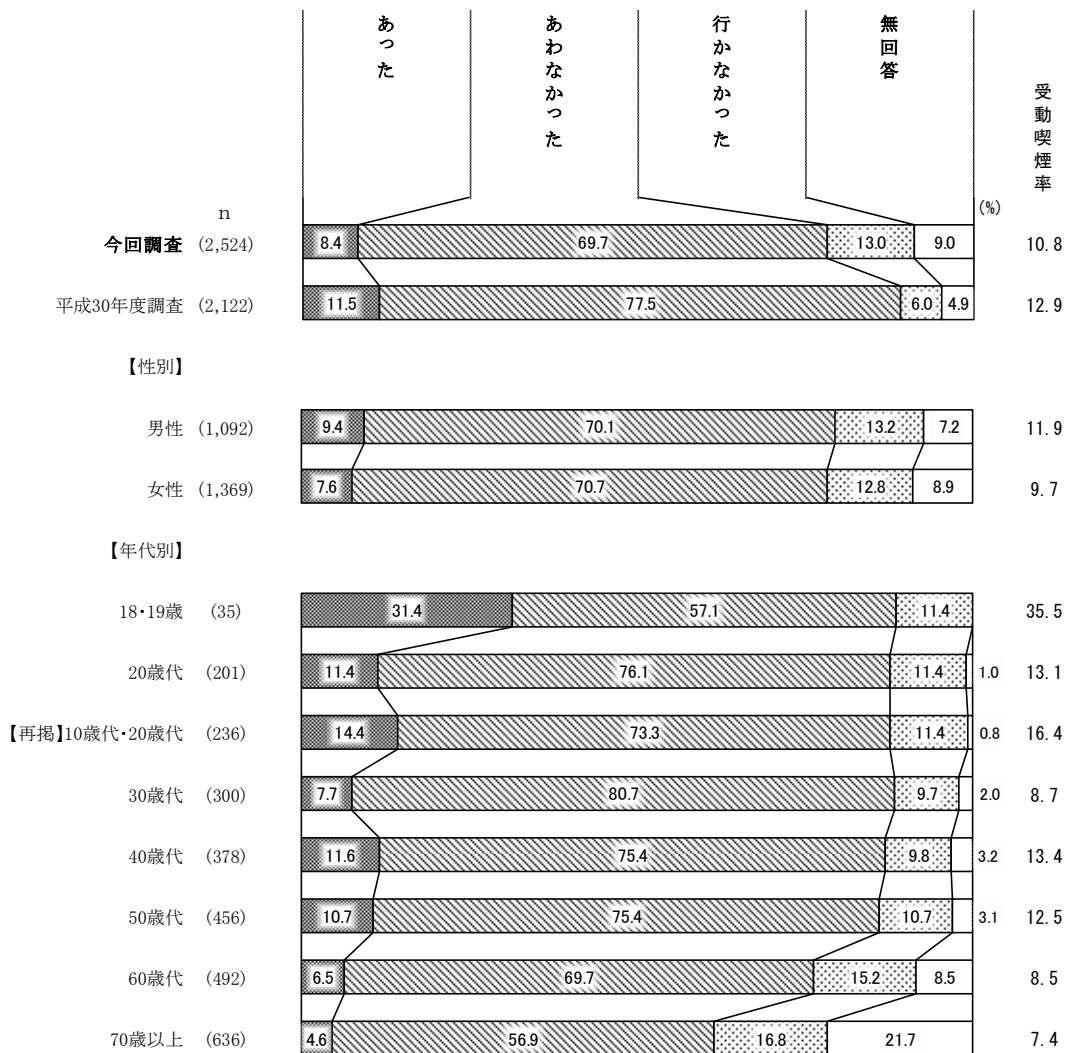 あった
あわなかった
行かなかった
無回答
受動喫煙率
n
(%)
今回調査 (2,524) 8.4 69.7 13.0 9.0 10.8
平成30年度調査 (2,122) 11.5 77.5 6.0 4.9 12.9
【性別】
男性 (1,092) 9.4 70.1 13.2 7.2 11.9
女性 (1,369) 7.6 70.7 12.8 8.9 9.7
【年代別】
18・19歳 (35) 31.4 57.1 11.4 35.5
20歳代 (201) 11.4 76.1 11.4 1.0 13.1
【再掲】10歳代・20歳代 (236) 14.4 73.3 11.4 0.8 16.4
30歳代 (300) 7.7 80.7 9.7 2.0 8.7
40歳代 (378) 11.6 75.4 9.8 3.2 13.4
50歳代 (456) 10.7 75.4 10.7 3.1 12.5
60歳代 (492) 6.5 69.7 15.2 8.5 8.5
70歳以上 (636) 4.6 56.9 16.8 21.7 7.4